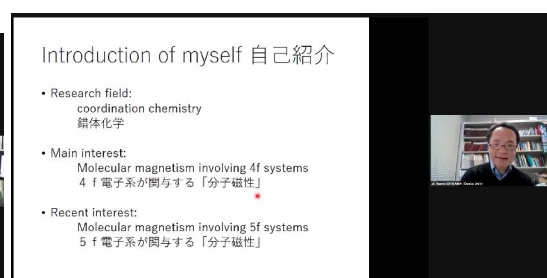 Introduction of myself 自己紹介
• Research field:
coordination chemistry
錯体化学
• Main interest:
Molecular magnetism involving 4f systems
４ｆ電子系が関与する「分子磁性」
• Recent interest:
Molecular magnetism involving 5f systems
５ｆ電子系が関与する「分子磁性」